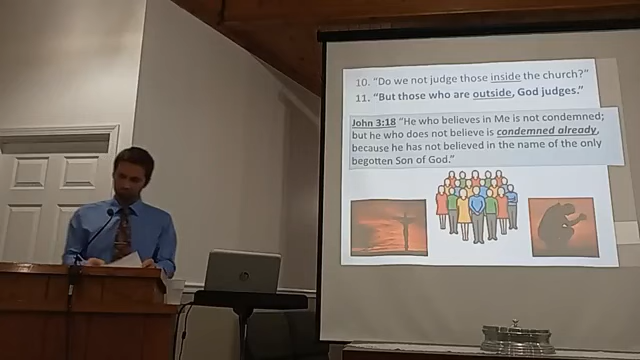 10. “Do we not judge those inside the church?”
11. “But those who are outside, God judges.”
John 3:18 “He who believes in Me is not condemned;
but he who does not believe is condemned already,
because he has not believed in the name of the only
begotten Son of God.”